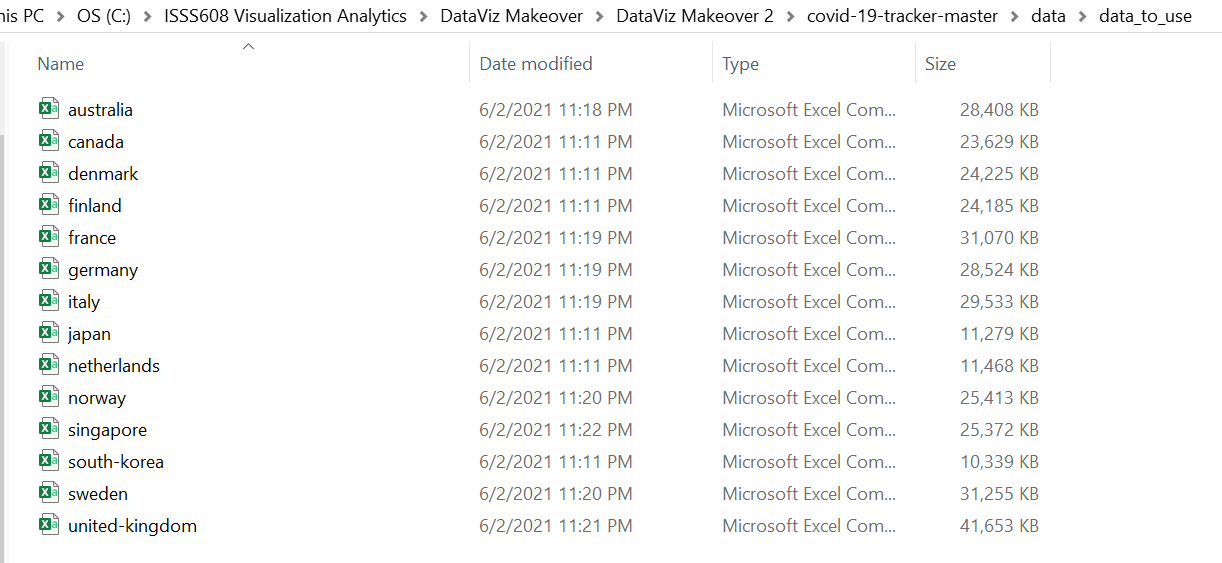 his PC > OS (C:) > ISSS608 Visualization Analytics > DataViz Makeover > DataViz Makeover 2 > covid-19-tracker-master > data > data_to_use
Name Date modified Type Size
australia 6/2/2021 11:18 PM Microsoft Excel Com... 28,408 KB
canada 6/2/2021 11:11 PM Microsoft Excel Com... 23,629 KB
denmark 6/2/2021 11:11 PM Microsoft Excel Com... 24,225 KB
finland 6/2/2021 11:11 PM Microsoft Excel Com... 24,185 KB
france 6/2/2021 11:19 PM Microsoft Excel Com... 31,070 KB
germany 6/2/2021 11:19 PM Microsoft Excel Com... 28,524 KB
italy 6/2/2021 11:19 PM Microsoft Excel Com... 29,533 KB
japan 6/2/2021 11:11 PM Microsoft Excel Com... 11,279 KB
netherlands 6/2/2021 11:11 PM Microsoft Excel Com... 11,468 KB
norway 6/2/2021 11:20 PM Microsoft Excel Com... 25,413 KB
singapore 6/2/2021 11:22 PM Microsoft Excel Com... 25,372 KB
south-korea 6/2/2021 11:11 PM Microsoft Excel Com... 10,339 KB
sweden 6/2/2021 11:20 PM Microsoft Excel Com... 31,255 KB
united-kingdom 6/2/2021 11:21 PM Microsoft Excel Com... 41,653 KB